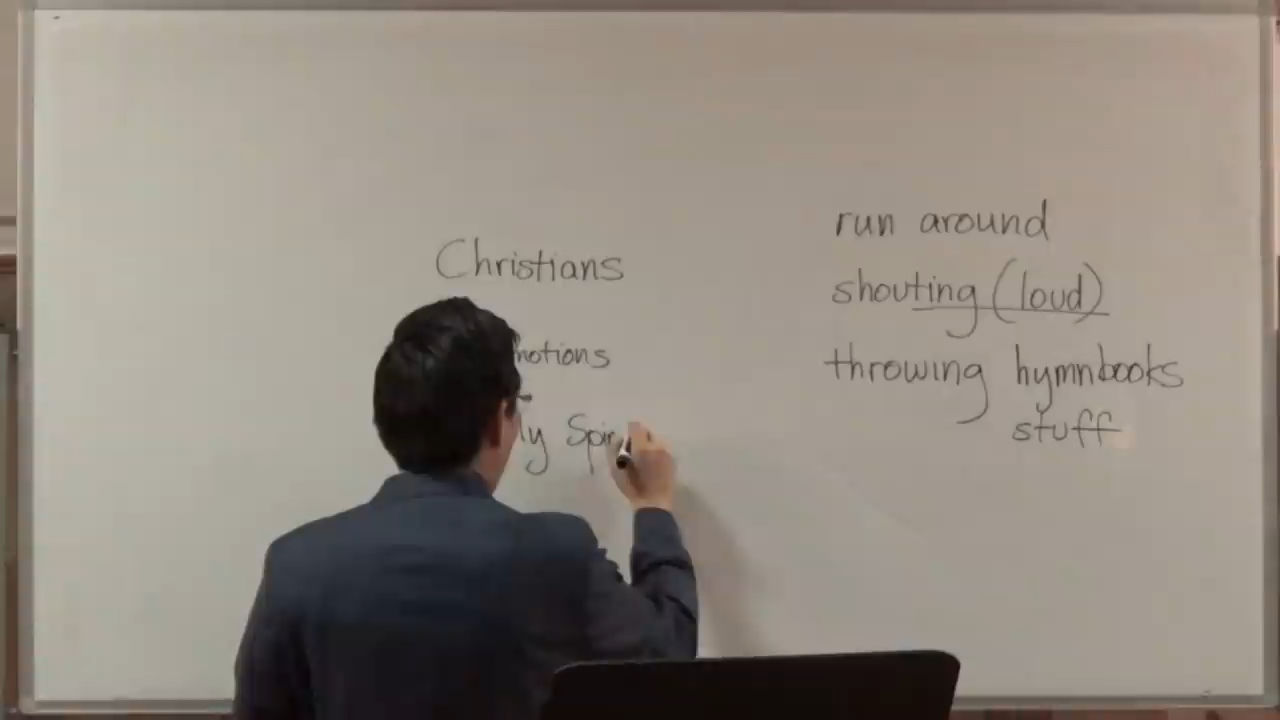 Christians
run around
shouting (loud)
throwing hymnbooks
stuff